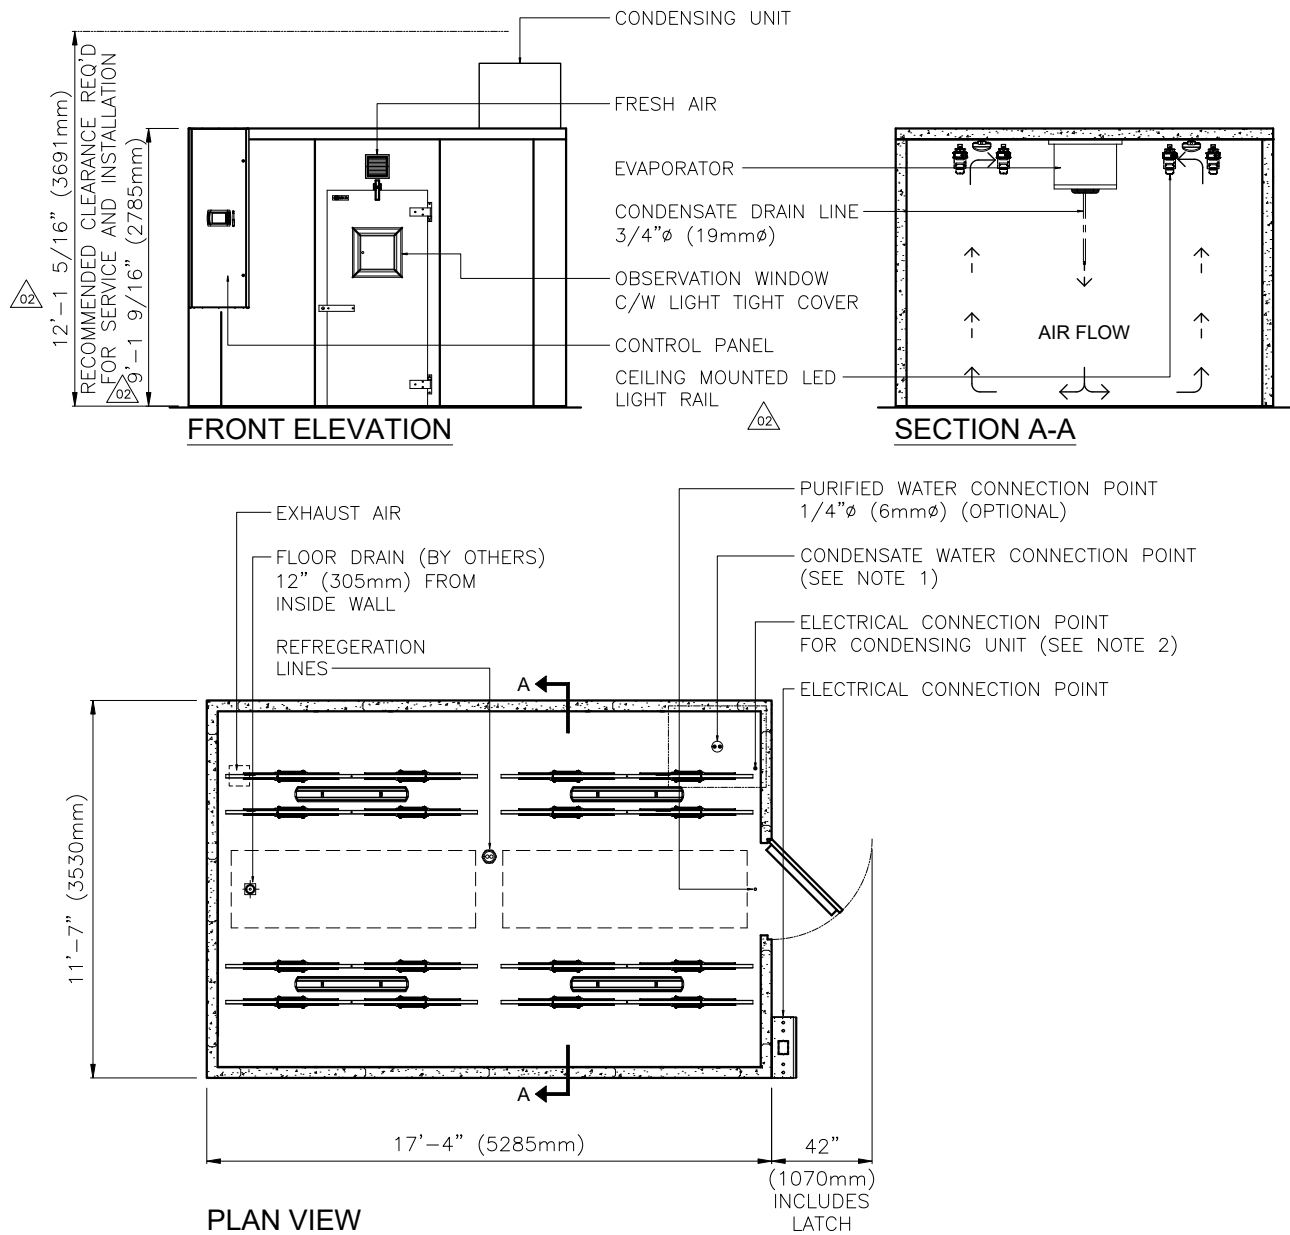 CONDENSING UNIT
FRESH AIR
12'-1 5/16" (3691mm)
RECOMMENDED CLEARANCE REQ'D
FOR SERVICE AND INSTALLATION
9'-1 9/16" (2785mm)
02
02
OBSERVATION WINDOW
C/W LIGHT TIGHT COVER
CONTROL PANEL
FRONT ELEVATION
EVAPORATOR
CONDENSATE DRAIN LINE
3/4"ø (19mmø)
CEILING MOUNTED LED
LIGHT RAIL
02
AIR FLOW
SECTION A-A
EXHAUST AIR
FLOOR DRAIN (BY OTHERS)
12" (305mm) FROM
INSIDE WALL
REFREGERATION
LINES
PURIFIED WATER CONNECTION POINT
1/4"ø (6mmø) (OPTIONAL)
CONDENSATE WATER CONNECTION POINT
(SEE NOTE 1)
ELECTRICAL CONNECTION POINT
FOR CONDENSING UNIT (SEE NOTE 2)
ELECTRICAL CONNECTION POINT
A
11'-7" (3530mm)
A
17'-4" (5285mm)
42"
(1070mm)
INCLUDES
LATCH
PLAN VIEW